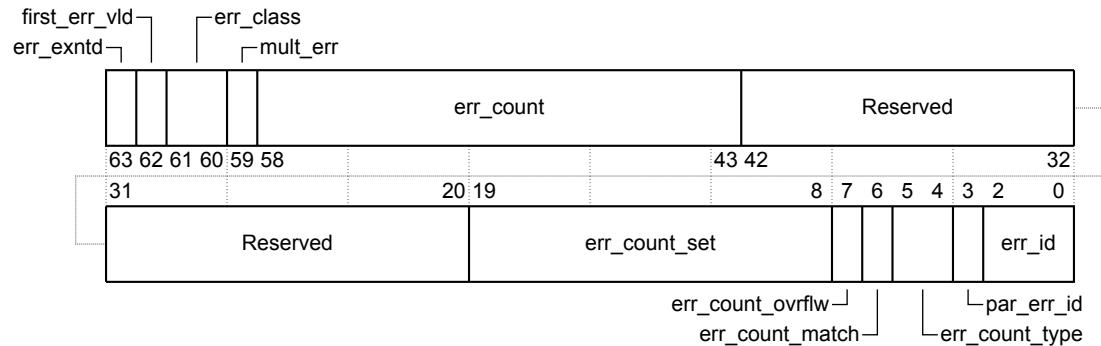 first_err_vld err_class
err_exntd mult_err
err_count Reserved
63 62 61 60 59 58 43 42 32
31 20 19 8 7 6 5 4 3 2 0
Reserved err_count_set err_id
err_count_ovrflw par_err_id
err_count_match err_count_type